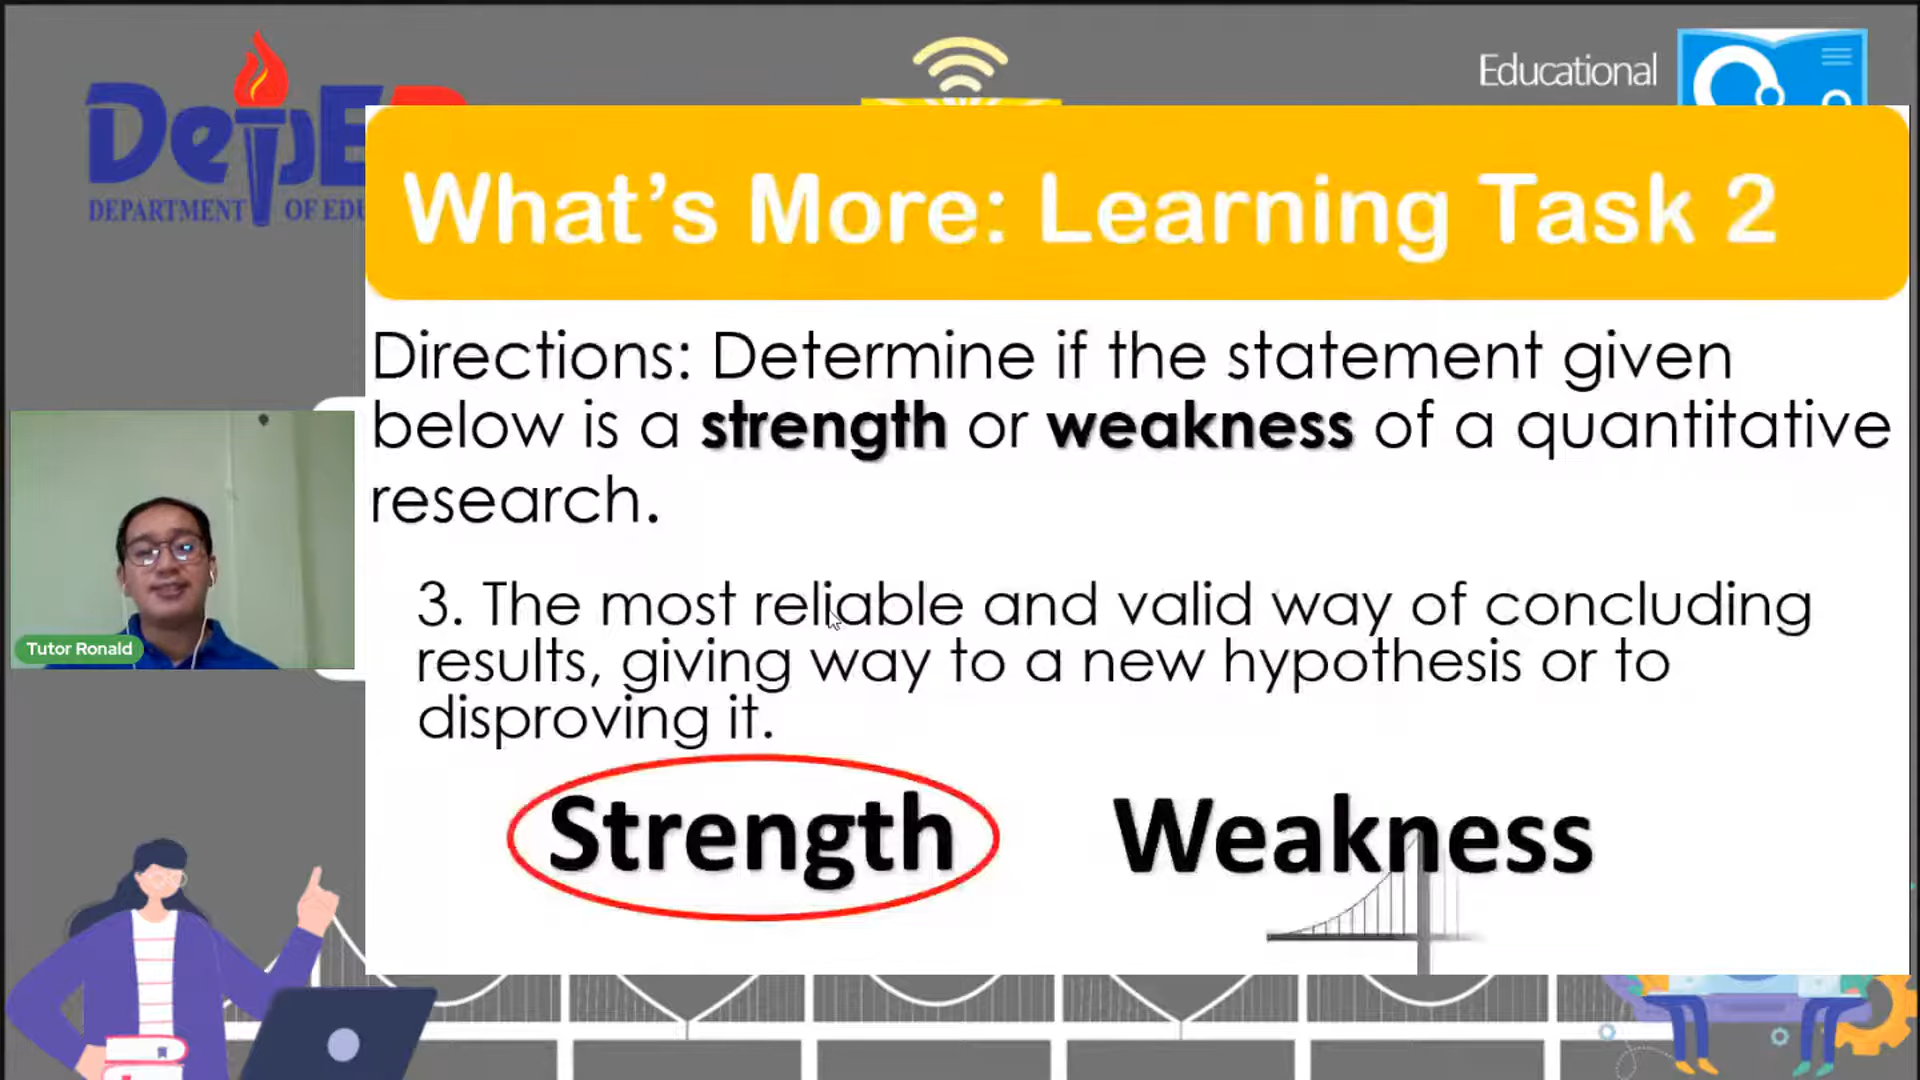 DepE
DEPARTMENT OF EDU
Educational
What's More: Learning Task 2
Directions: Determine if the statement given
below is a strength or weakness of a quantitative
research.
3. The most reliable and valid way of concluding
results, giving way to a new hypothesis or to
disproving it.
Strength Weakness
Tutor Ronald